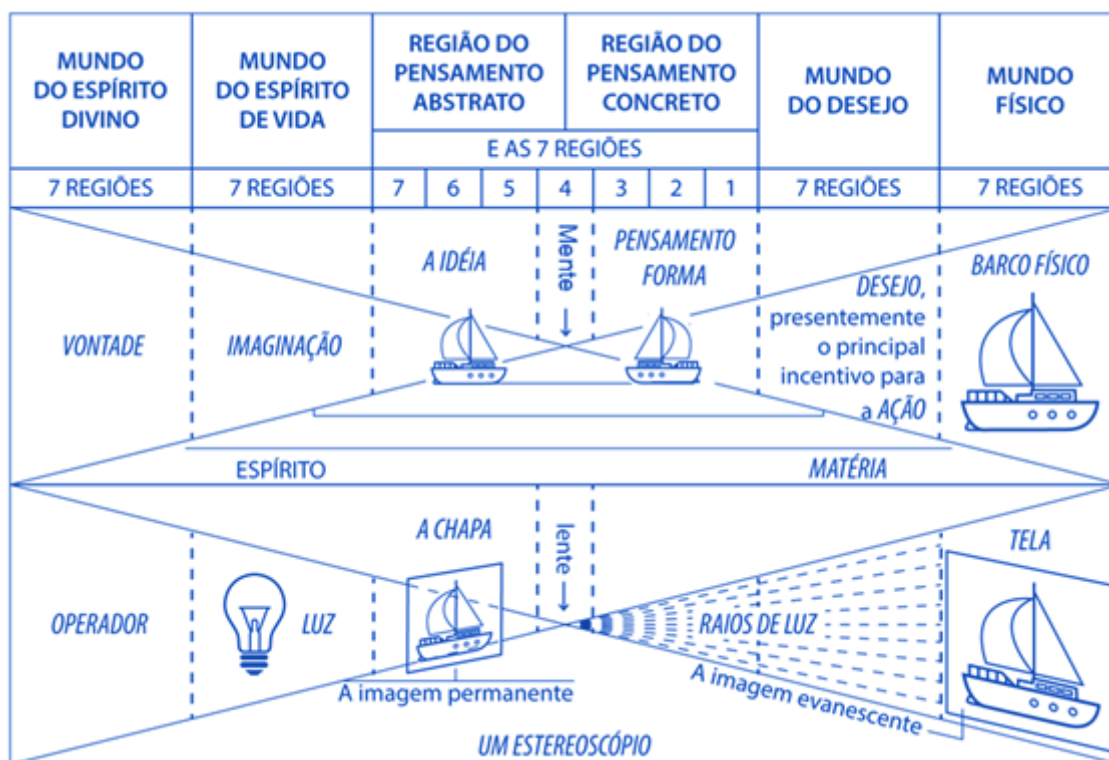 MUNDO
DO ESPÍRITO
DIVINO
MUNDO
DO ESPÍRITO
DE VIDA
REGIÃO DO
PENSAMENTO
ABSTRATO
REGIÃO DO
PENSAMENTO
CONCRETO
E AS 7 REGIÕES
MUNDO
DO DESEJO
MUNDO
FÍSICO
7 REGIÕES
7 REGIÕES
7
6
5
4
3
2
1
7 REGIÕES
7 REGIÕES
VONTADE
IMAGINAÇÃO
A IDÉIA
Mente
PENSAMENTO
FORMA
DESEJO,
presentemente
o principal
incentivo para
a AÇÃO
BARCO FÍSICO
ESPÍRITO
MATÉRIA
OPERADOR
LUZ
A CHAPA
lente
RAIOS DE LUZ
TELA
A imagem permanente
A imagem evanescente
UM ESTEREOSCÓPIO